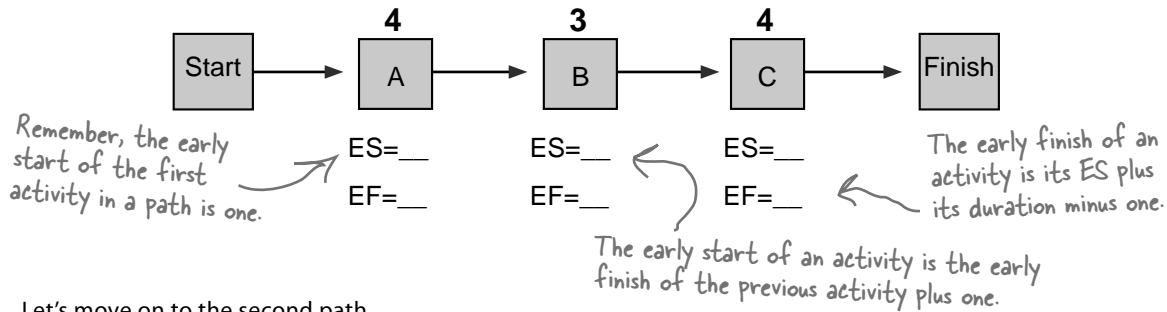 4 3 4
Start A B C Finish
Remember, the early
start of the first
activity in a path is one.
ES=__ ES=__ ES=__
EF=__ EF=__ EF=__
The early finish of an
activity is its ES plus
its duration minus one.
The early start of an activity is the early
finish of the previous activity plus one.
Let's move on to the second path